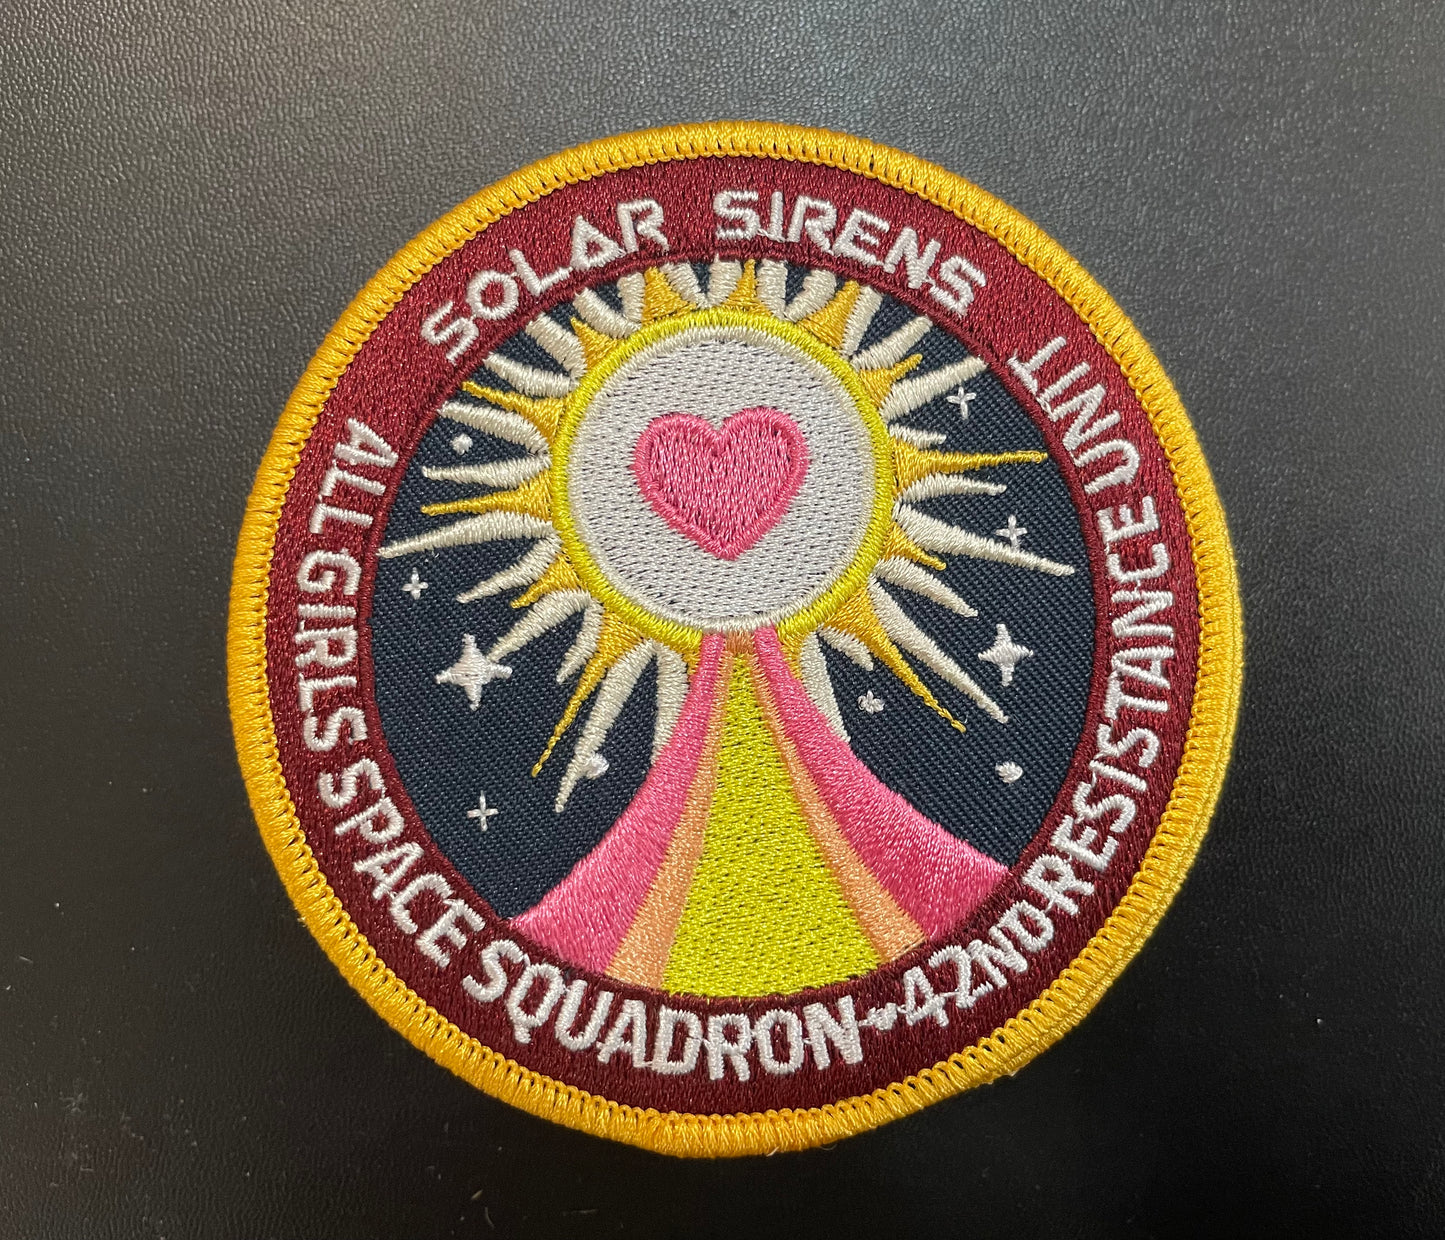 SOLAR SIRENS
ALL GIRLS SPACE SQUADRON - 42ND RESISTANCE UNIT